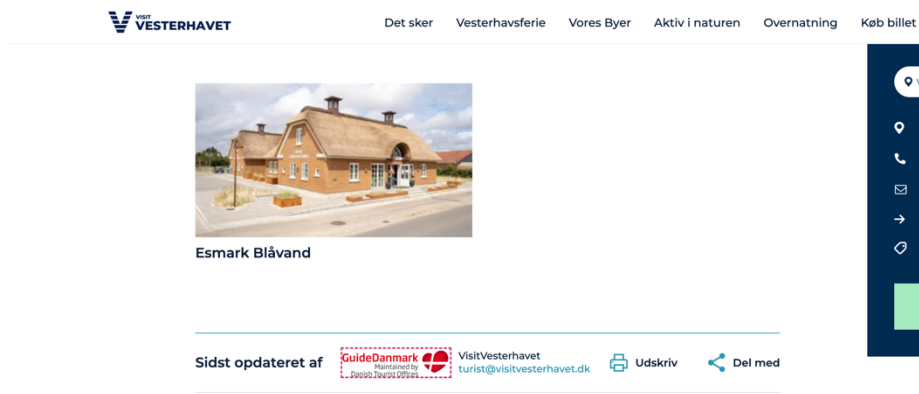 VISIT
VESTERHAVET
Det sker Vesterhavsferie Vores Byer Aktiv i naturen Overnatning Køb billet
Esmark Blåvand
Sidst opdateret af
GuideDanmark
Maintained by
Danish Tourist Offices
VisitVesterhavet
turist@visitvesterhavet.dk
Udskriv
Del med